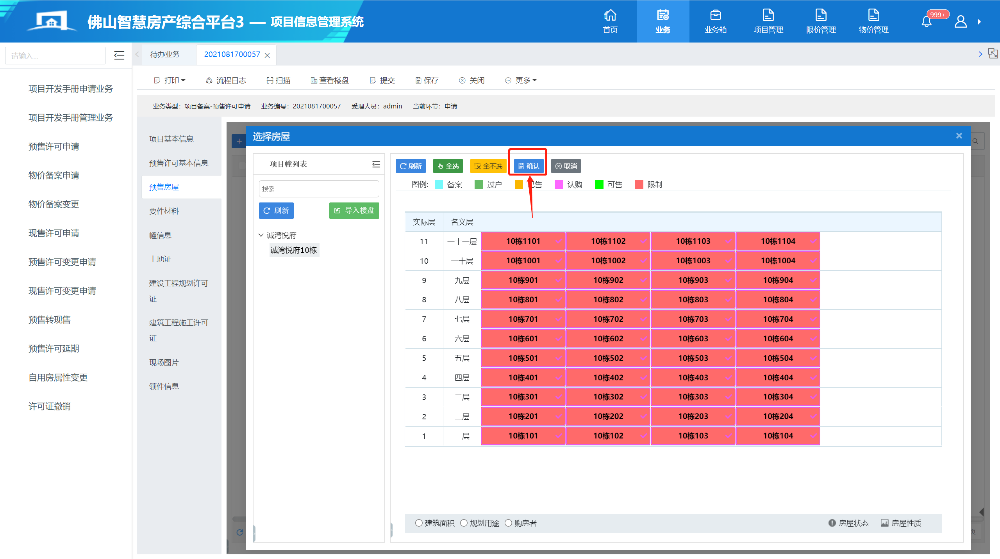 佛山智慧房产综合平台3 — 项目信息管理系统
首页
业务
业务箱
项目管理
限价管理
物价管理
999+
请输入...
待办业务
2021081700057
打印
流程日志
扫描
查看楼盘
提交
保存
关闭
更多
业务类型：项目备案-预售许可申请 业务编号：2021081700057 受理人员：admin 当前环节：申请
项目开发手册申请业务
项目开发手册管理业务
预售许可申请
物价备案申请
物价备案变更
现售许可申请
预售许可变更申请
现售许可变更申请
预售转现售
预售许可延期
自用房属性变更
许可证撤销
项目基本信息
预售许可基本信息
预售房屋
要件材料
幢信息
土地证
建设工程规划许可
证
建筑工程施工许可
证
现场图片
领件信息
选择房屋
项目幢列表
搜索
刷新
导入楼盘
诚湾悦府
诚湾悦府10栋
刷新 全选 全不选 确认 取消
图例: 备案 过户 已售 认购 可售 限制
实际层 名义层
11 一十一层 10栋1101 10栋1102 10栋1103 10栋1104
10 一十层 10栋1001 10栋1002 10栋1003 10栋1004
9 九层 10栋901 10栋902 10栋903 10栋904
8 八层 10栋801 10栋802 10栋803 10栋804
7 七层 10栋701 10栋702 10栋703 10栋704
6 六层 10栋601 10栋602 10栋603 10栋604
5 五层 10栋501 10栋502 10栋503 10栋504
4 四层 10栋401 10栋402 10栋403 10栋404
3 三层 10栋301 10栋302 10栋303 10栋304
2 二层 10栋201 10栋202 10栋203 10栋204
1 一层 10栋101 10栋102 10栋103 10栋104
建筑面积 规划用途 购房者
房屋状态 房屋性质
页